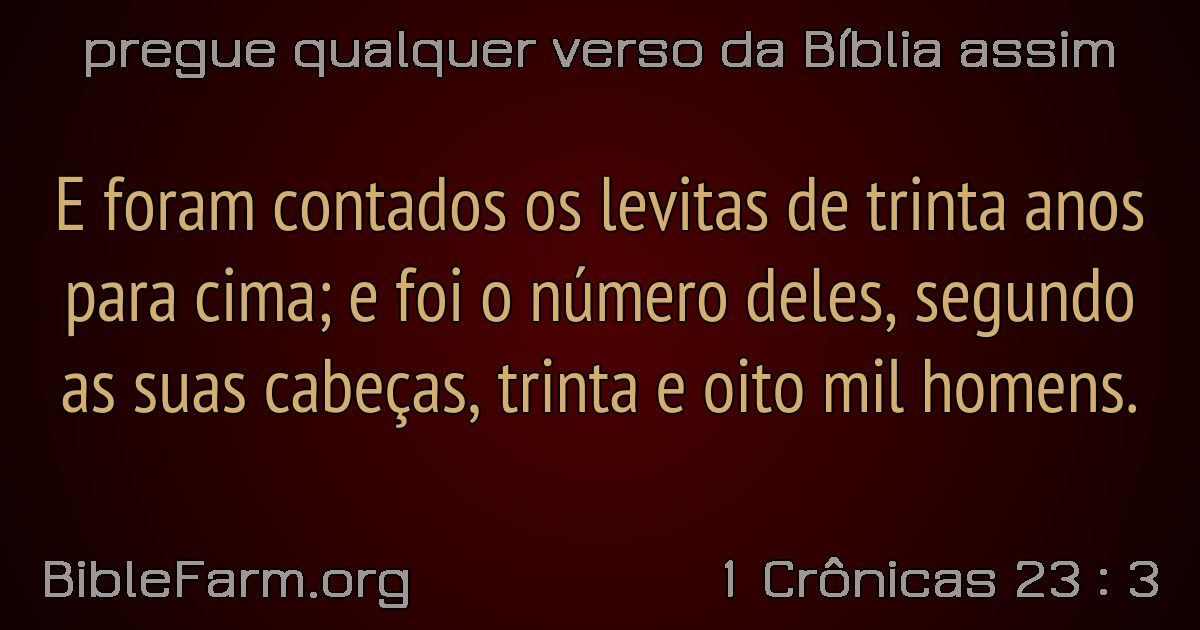 pregue qualquer verso da Bíblia assim
E foram contados os levitas de trinta anos
para cima; e foi o número deles, segundo
as suas cabeças, trinta e oito mil homens.
BibleFarm.org
1 Crônicas 23 : 3